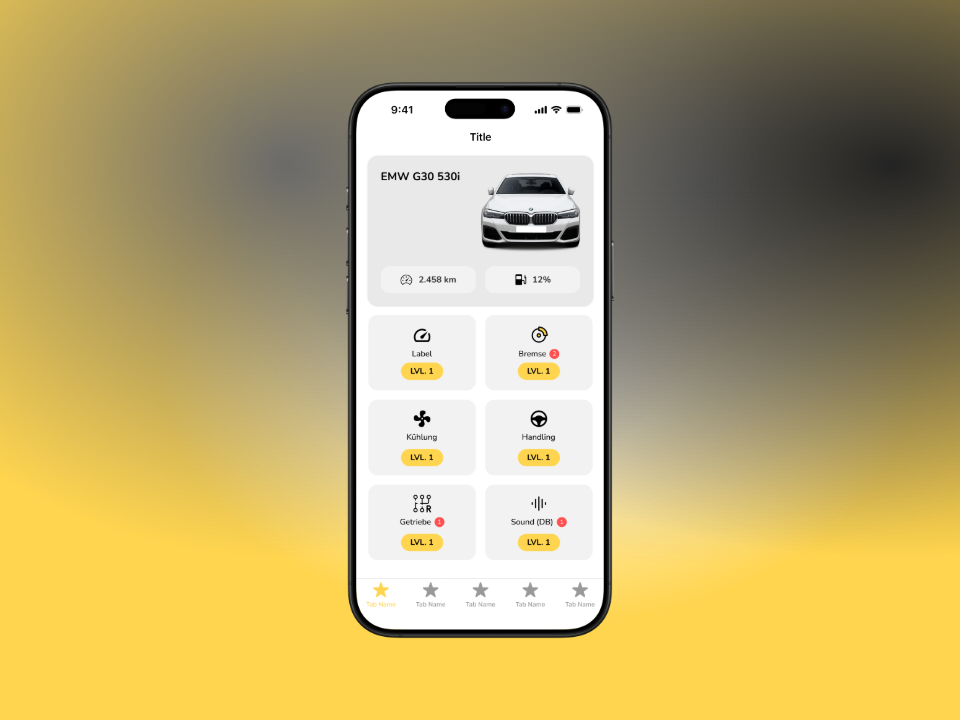 9:41
Title
EMW G30 530i
2.458 km
12%
Label
LVL. 1
Bremse 2
LVL. 1
Kühlung
LVL. 1
Handling
LVL. 1
R
Getriebe 1
LVL. 1
Sound (DB) 1
LVL. 1
Tab Name
Tab Name
Tab Name
Tab Name
Tab Name